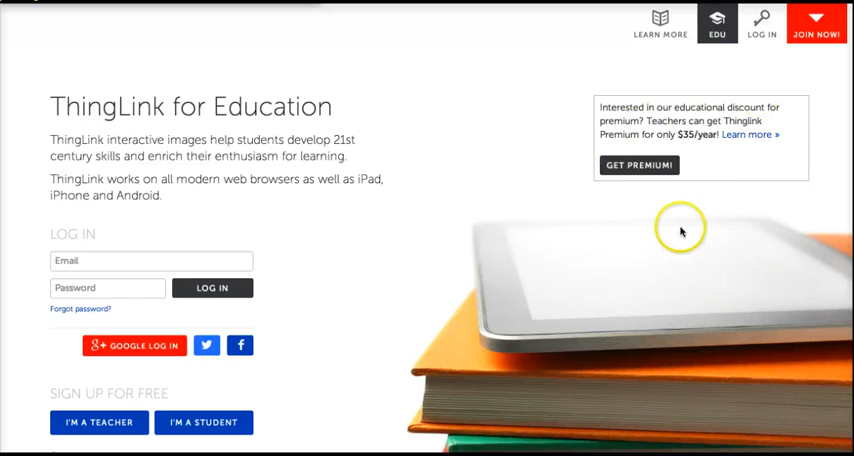 LEARN MORE
EDU
LOG IN
JOIN NOW!
ThingLink for Education
ThingLink interactive images help students develop 21st
century skills and enrich their enthusiasm for learning.
ThingLink works on all modern web browsers as well as iPad,
iPhone and Android.
Interested in our educational discount for
premium? Teachers can get Thinglink
Premium for only $35/year! Learn more »
GET PREMIUM!
LOG IN
Email
Password
LOG IN
Forgot password?
g+ GOOGLE LOG IN
f
SIGN UP FOR FREE
I'M A TEACHER
I'M A STUDENT